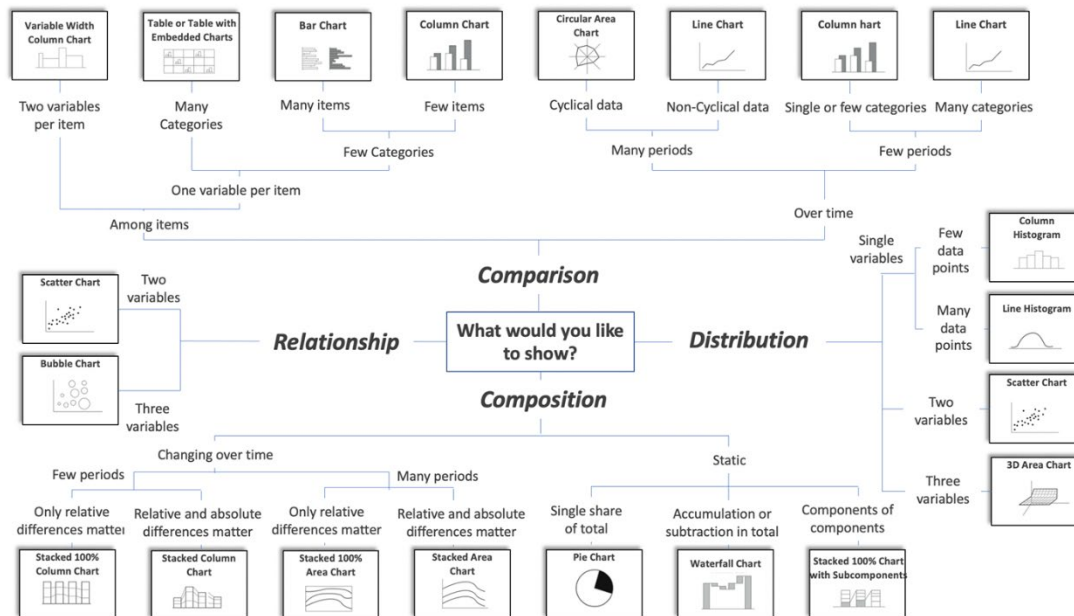 Variable Width
Column Chart
Table or Table with
Embedded Charts
Bar Chart
Column Chart
Circular Area
Chart
Line Chart
Column hart
Line Chart
Two variables
per item
Many
Categories
Many items
Few items
Cyclical data
Non-Cyclical data
Single or few categories
Many categories
Few Categories
Many periods
Few periods
One variable per item
Among items
Over time
Single
variables
Few
data
points
Column
Histogram
Many
data
points
Line Histogram
Comparison
Scatter Chart
Two
variables
Relationship
What would you like
to show?
Distribution
Bubble Chart
Three
variables
Composition
Two
variables
Scatter Chart
Three
variables
3D Area Chart
Changing over time
Static
Few periods
Many periods
Only relative
differences matter
Relative and absolute
differences matter
Only relative
differences matter
Relative and absolute
differences matter
Single share
of total
Accumulation or
subtraction in total
Components of
components
Stacked 100%
Column Chart
Stacked Column
Chart
Stacked 100%
Area Chart
Stacked Area
Chart
Pie Chart
Waterfall Chart
Stacked 100% Chart
with Subcomponents